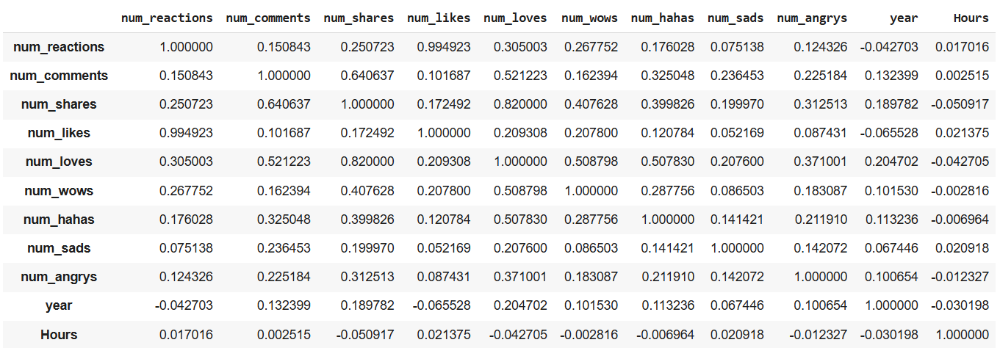 num_reactions num_comments num_shares num_likes num_loves num_wows num_hahas num_sads num_angrys year Hours
num_reactions 1.000000 0.150843 0.250723 0.994923 0.305003 0.267752 0.176028 0.075138 0.124326 -0.042703 0.017016
num_comments 0.150843 1.000000 0.640637 0.101687 0.521223 0.162394 0.325048 0.236453 0.225184 0.132399 0.002515
num_shares 0.250723 0.640637 1.000000 0.172492 0.820000 0.407628 0.399826 0.199970 0.312513 0.189782 -0.050917
num_likes 0.994923 0.101687 0.172492 1.000000 0.209308 0.207800 0.120784 0.052169 0.087431 -0.065528 0.021375
num_loves 0.305003 0.521223 0.820000 0.209308 1.000000 0.508798 0.507830 0.207600 0.371001 0.204702 -0.042705
num_wows 0.267752 0.162394 0.407628 0.207800 0.508798 1.000000 0.287756 0.086503 0.183087 0.101530 -0.002816
num_hahas 0.176028 0.325048 0.399826 0.120784 0.507830 0.287756 1.000000 0.141421 0.211910 0.113236 -0.006964
num_sads 0.075138 0.236453 0.199970 0.052169 0.207600 0.086503 0.141421 1.000000 0.142072 0.067446 0.020918
num_angrys 0.124326 0.225184 0.312513 0.087431 0.371001 0.183087 0.211910 0.142072 1.000000 0.100654 -0.012327
year -0.042703 0.132399 0.189782 -0.065528 0.204702 0.101530 0.113236 0.067446 0.100654 1.000000 -0.030198
Hours 0.017016 0.002515 -0.050917 0.021375 -0.042705 -0.002816 -0.006964 0.020918 -0.012327 -0.030198 1.000000